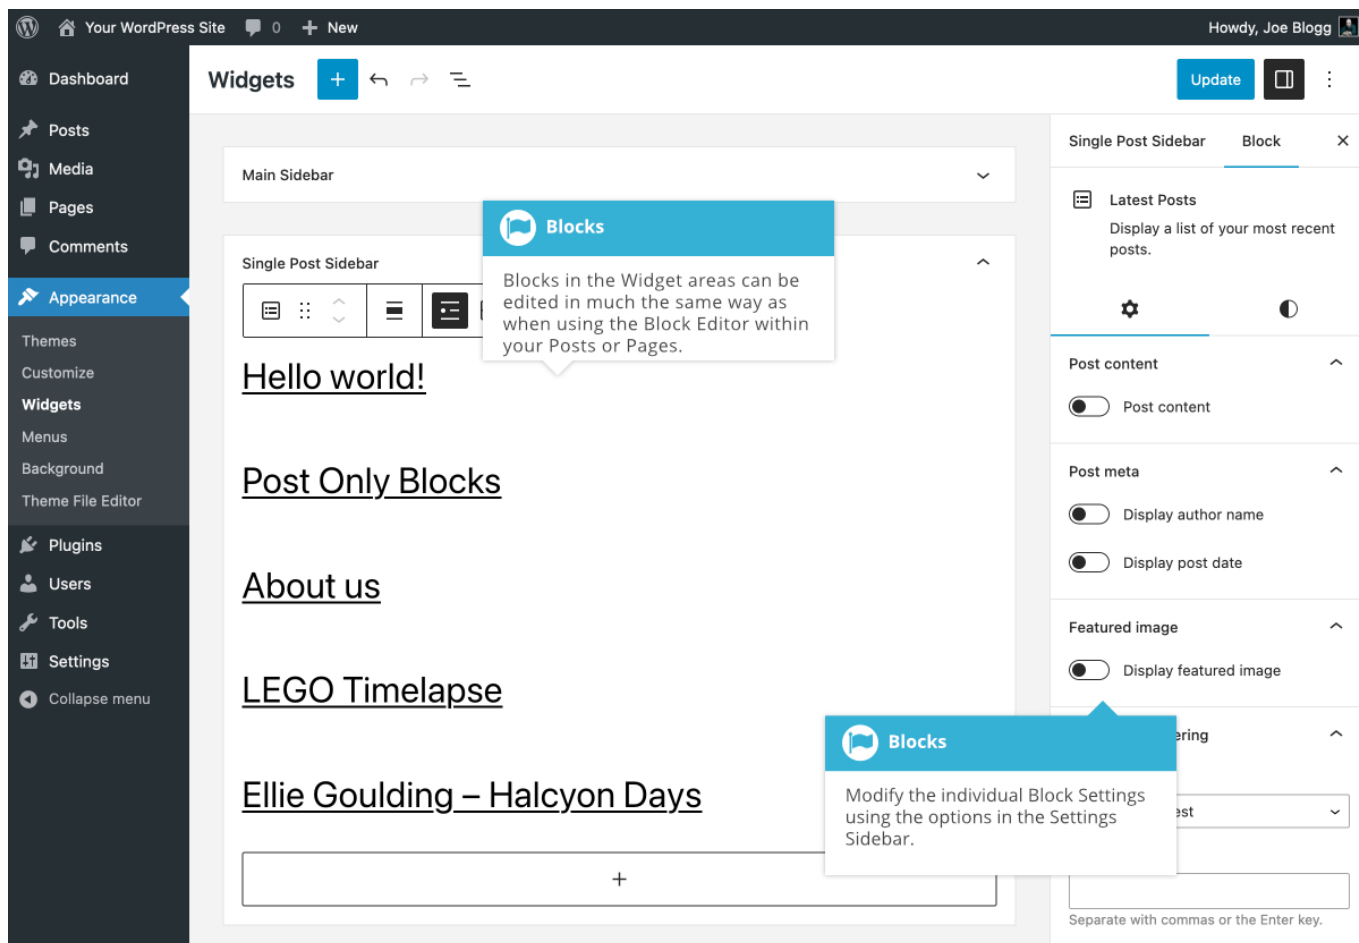 Your WordPress Site
0
New
Howdy, Joe Blogg
Dashboard
Posts
Media
Pages
Comments
Appearance
Themes
Customize
Widgets
Menus
Background
Theme File Editor
Plugins
Users
Tools
Settings
Collapse menu
Widgets
Update
Main Sidebar
Single Post Sidebar
Blocks
Blocks in the Widget areas can be
edited in much the same way as
when using the Block Editor within
your Posts or Pages.
Hello world!
Post Only Blocks
About us
LEGO Timelapse
Ellie Goulding – Halcyon Days
Single Post Sidebar
Block
Latest Posts
Display a list of your most recent
posts.
Post content
Post content
Post meta
Display author name
Display post date
Featured image
Display featured image
Blocks
Modify the individual Block Settings
using the options in the Settings
Sidebar.
Separate with commas or the Enter key.